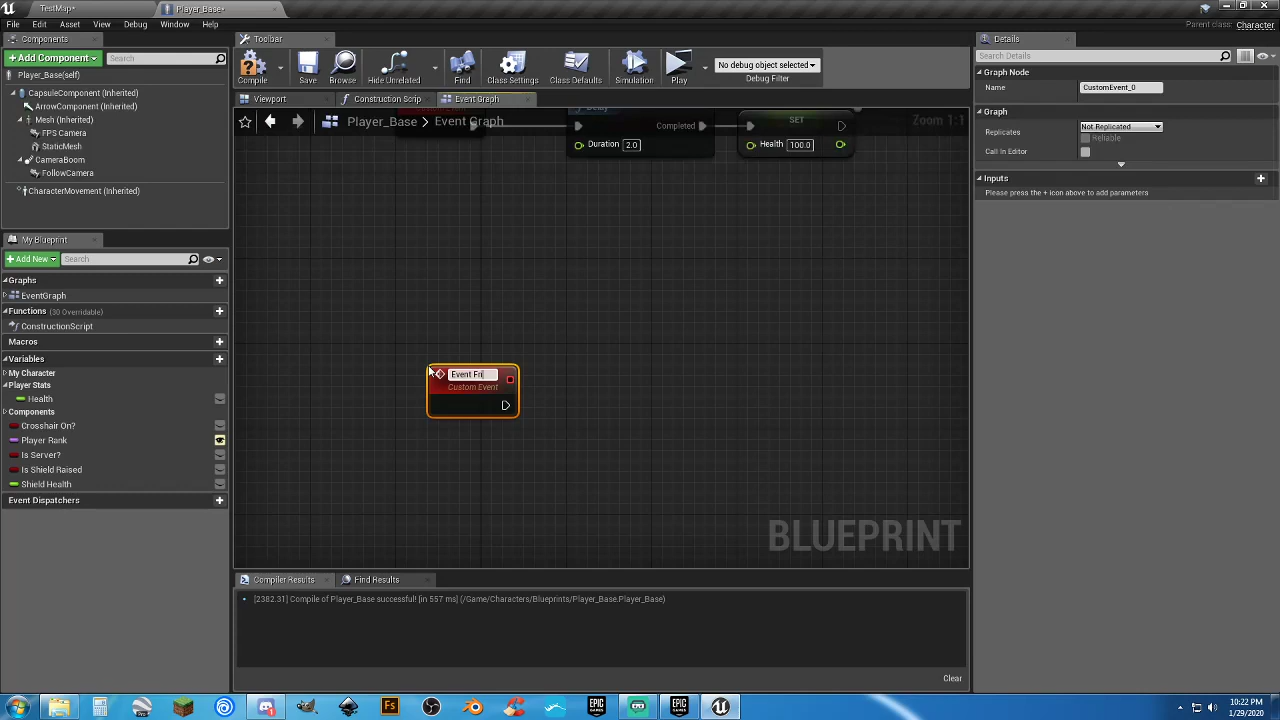 TestMap*
Player_Base*
File Edit Asset View Debug Window Help
Parent class: Character
Components
+ Add Component
Search
Player_Base(self)
CapsuleComponent (Inherited)
ArrowComponent (Inherited)
Mesh (Inherited)
FPS Camera
StaticMesh
CameraBoom
FollowCamera
CharacterMovement (Inherited)
My Blueprint
+ Add New
Search
Graphs
EventGraph
Functions (30 Overridable)
ConstructionScript
Macros
Variables
My Character
Player Stats
Health
Components
Crosshair On?
Player Rank
Is Server?
Is Shield Raised
Shield Health
Event Dispatchers
Toolbar
Compile
Save
Browse
Hide Unrelated
Find
Class Settings
Class Defaults
Simulation
Play
No debug object selected
Debug Filter
Viewport
Construction Scrip
Event Graph
Player_Base > Event Graph
Zoom 1:1
Delay
Completed
Duration 2.0
SET
Health 100.0
Event Fri
Custom Event
BLUEPRINT
Compiler Results
Find Results
[2382.31] Compile of Player_Base successful! [in 557 ms] (/Game/Characters/Blueprints/Player_Base.Player_Base)
Clear
Details
Search Details
Graph Node
Name CustomEvent_0
Graph
Replicates Not Replicated
Reliable
Call In Editor
Inputs
Please press the + icon above to add parameters
Pro
Fs
EPIC GAMES
EPIC GAMES
10:22 PM
1/29/2020